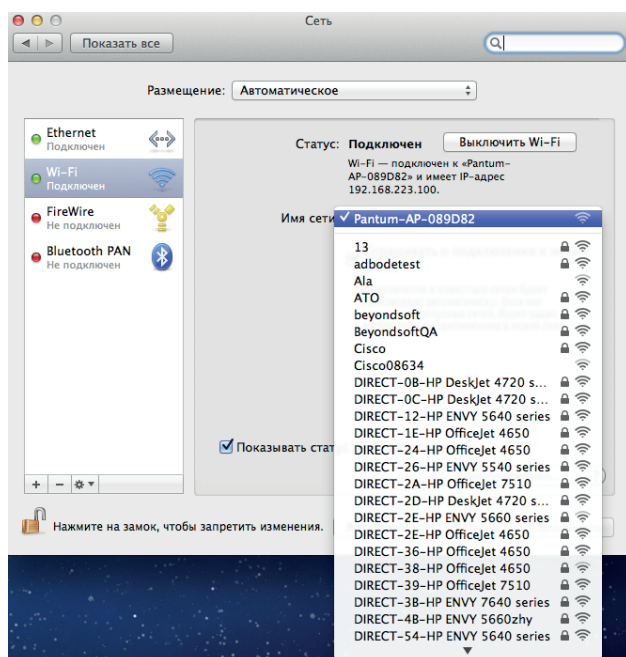 Сеть
Показать все
Размещение: Автоматическое
Ethernet
Подключен
Wi-Fi
Подключен
FireWire
Не подключен
Bluetooth PAN
Не подключен
Статус: Подключен
Выключить Wi-Fi
Wi-Fi — подключен к «Pantum-
AP-089D82» и имеет IP-адрес
192.168.223.100.
Имя сети
Pantum-AP-089D82
13
adbodetest
Ala
ATO
beyondsoft
BeyondsoftQA
Cisco
Cisco08634
DIRECT-0B-HP DeskJet 4720 s...
DIRECT-0C-HP DeskJet 4720 s...
DIRECT-12-HP ENVY 5640 series
DIRECT-1E-HP OfficeJet 4650
DIRECT-24-HP OfficeJet 4650
DIRECT-26-HP ENVY 5540 series
DIRECT-2A-HP OfficeJet 7510
DIRECT-2D-HP DeskJet 4720 s...
DIRECT-2E-HP ENVY 5660 series
DIRECT-2E-HP OfficeJet 4650
DIRECT-36-HP OfficeJet 4650
DIRECT-38-HP OfficeJet 4650
DIRECT-39-HP OfficeJet 7510
DIRECT-3B-HP ENVY 7640 series
DIRECT-4B-HP ENVY 5660zhy
DIRECT-54-HP ENVY 5640 series
Показывать стат
Нажмите на замок, чтобы запретить изменения.